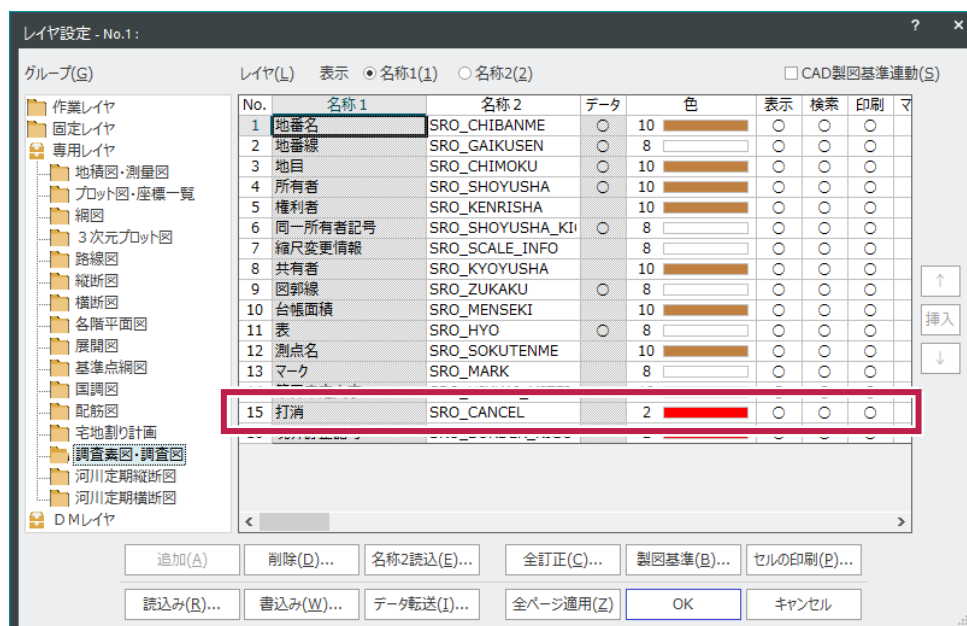 レイヤ設定 - No.1 :
? ×
グループ(G)
レイヤ(L) 表示 名称1(1) 名称2(2) CAD製図基準連動(S)
作業レイヤ
固定レイヤ
専用レイヤ
地積図・測量図
プロット図・座標一覧
網図
3次元プロット図
路線図
縦断図
横断図
各階平面図
展開図
基準点網図
国調図
配筋図
宅地割り計画
調査素図・調査図
河川定期縦断図
河川定期横断図
DMレイヤ
No. 名称1 名称2 データ 色 表示 検索 印刷 マ
1 地番名 SRO_CHIBANME ○ 10 ○ ○ ○
2 地番線 SRO_GAIKUSEN ○ 8 ○ ○ ○
3 地目 SRO_CHIMOKU ○ 10 ○ ○ ○
4 所有者 SRO_SHOYUSHA ○ 10 ○ ○ ○
5 権利者 SRO_KENRISHA 10 ○ ○ ○
6 同一所有者記号 SRO_SHOYUSHA_KI ○ 8 ○ ○ ○
7 縮尺変更情報 SRO_SCALE_INFO 8 ○ ○ ○
8 共有者 SRO_KYOYUSHA 10 ○ ○ ○
9 図郭線 SRO_ZUKAKU ○ 8 ○ ○ ○
10 台帳面積 SRO_MENSEKI 10 ○ ○ ○
11 表 SRO_HYO ○ 8 ○ ○ ○
12 測点名 SRO_SOKUTENME 10 ○ ○ ○
13 マーク SRO_MARK 8 ○ ○ ○
15 打消 SRO_CANCEL 2 ○ ○ ○
↑
挿入
↓
追加(A) 削除(D)... 名称2読込(E)... 全訂正(C)... 製図基準(B)... セルの印刷(P)...
読込み(R)... 書込み(W)... データ転送(I)... 全ページ適用(Z) OK キャンセル